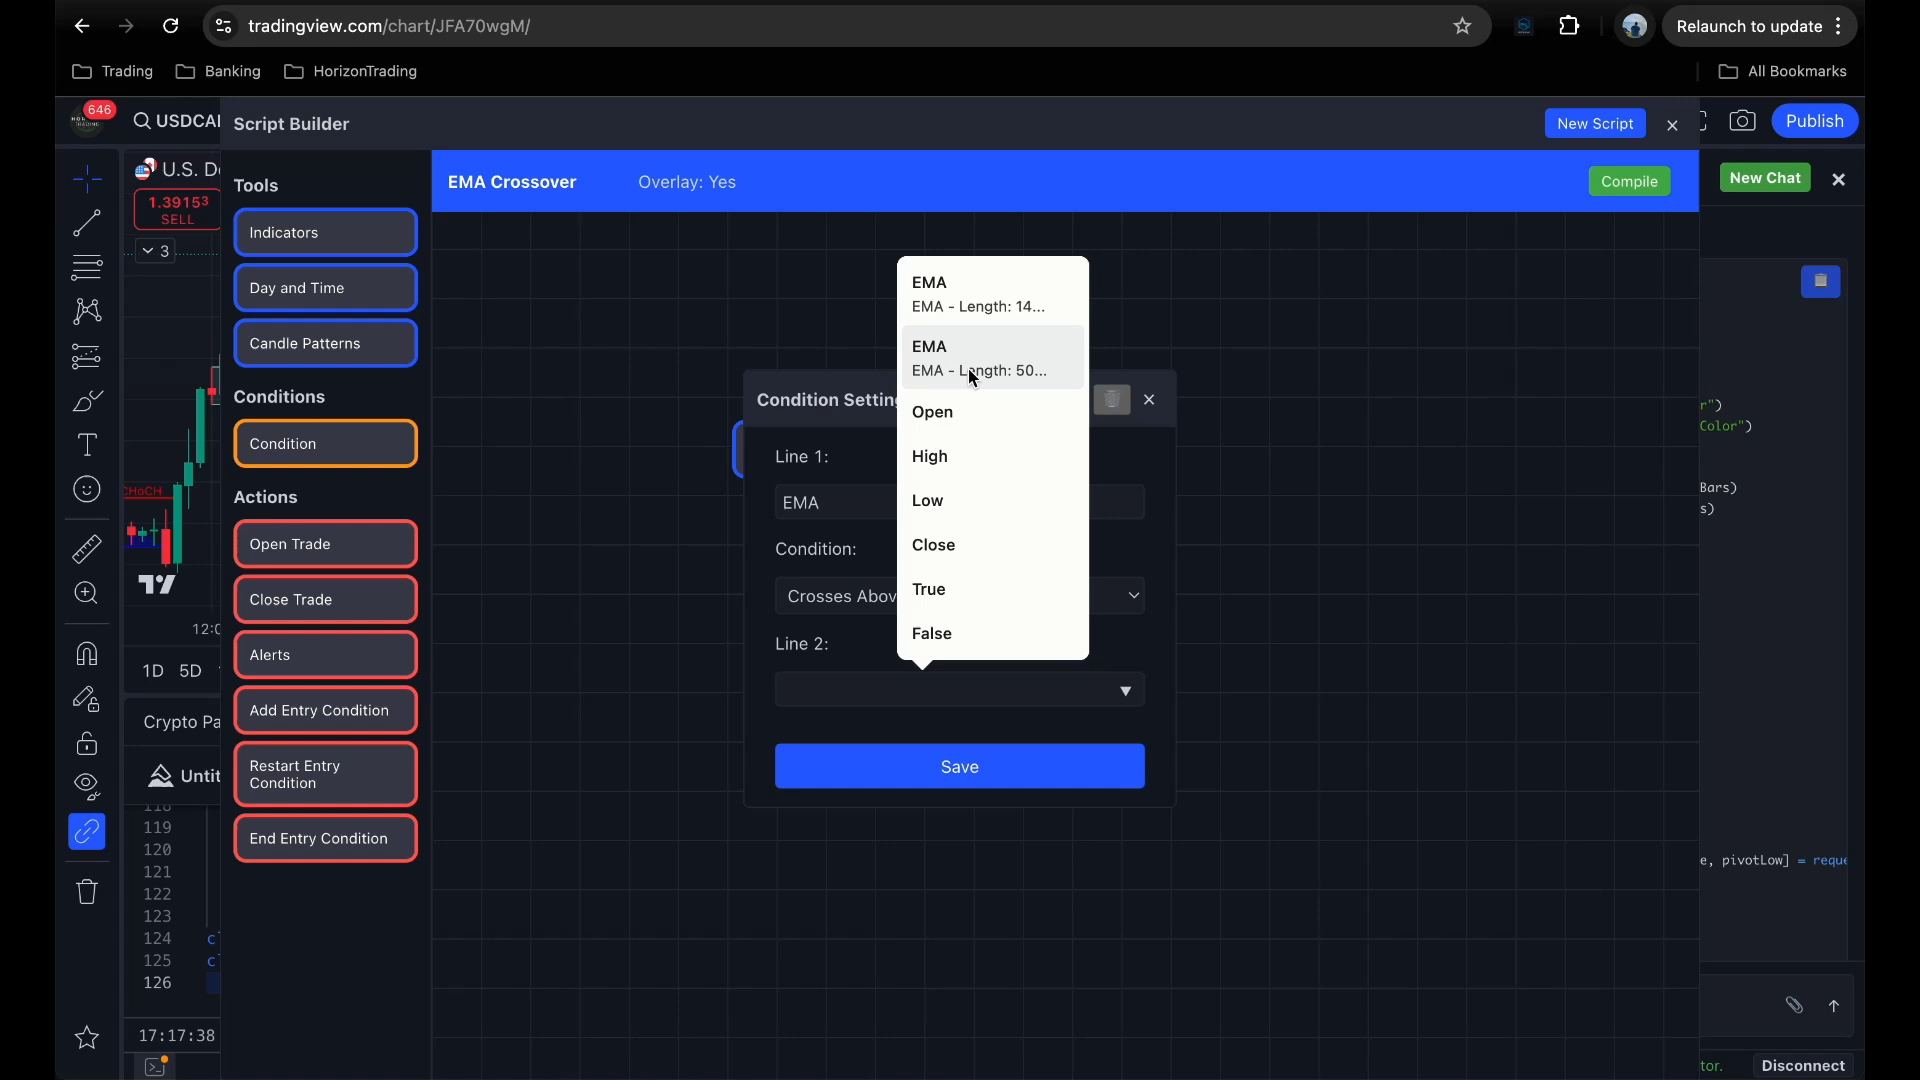 tradingview.com/chart/JFA70wgM/
Relaunch to update
Trading
Banking
HorizonTrading
All Bookmarks
646
USDCA
Script Builder
New Script
Publish
U.S. D
Tools
EMA Crossover
Overlay: Yes
Compile
New Chat
1.39153
SELL
Indicators
3
Day and Time
Candle Patterns
Conditions
Condition
Actions
Open Trade
Close Trade
Alerts
Add Entry Condition
Restart Entry
Condition
End Entry Condition
CHoCH
12:0
1D 5D
Crypto Pa
Untit
119
120
121
122
123
124
125
126
17:17:38
EMA
EMA - Length: 14...
EMA
EMA - Length: 50...
Open
High
Low
Close
True
False
Condition Setting
Line 1:
EMA
Condition:
Crosses Abov
Line 2:
Save
r")
Color")
Bars)
s)
e, pivotLow] = reque
tor.
Disconnect